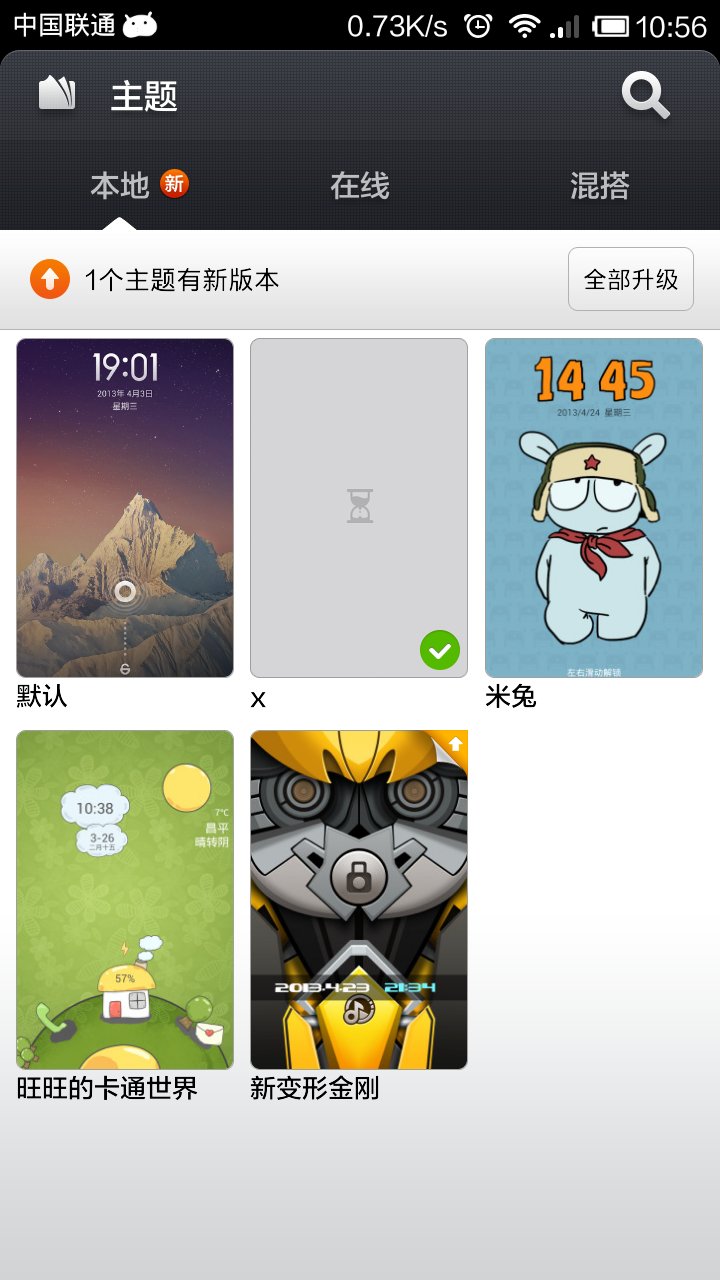 中国联通 0.73K/s 10:56
主题
本地 新 在线 混搭
1个主题有新版本 全部升级
19:01
2013年 4月3日
星期三
14 45
2013/4/24 星期三
左右滑动解锁
默认 x 米兔
10:38
3-26
二月十五
7°C
昌平
晴转阴
57%
2013.4.23 21:34
旺旺的卡通世界 新变形金刚